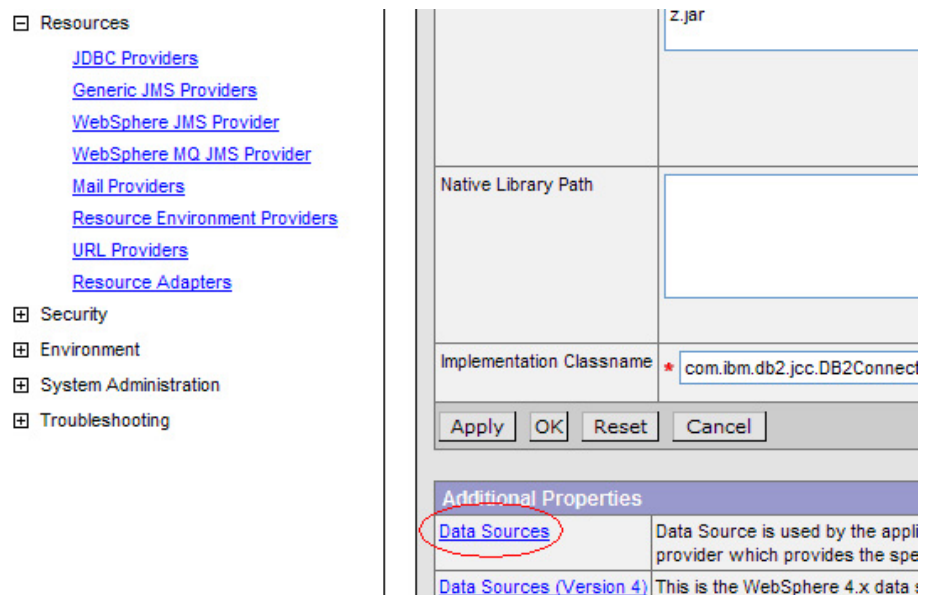 Resources
JDBC Providers
Generic JMS Providers
WebSphere JMS Provider
WebSphere MQ JMS Provider
Mail Providers
Resource Environment Providers
URL Providers
Resource Adapters
Security
Environment
System Administration
Troubleshooting
z.jar
Native Library Path
Implementation Classname * com.ibm.db2.jcc.DB2Connect
Apply OK Reset Cancel
Additional Properties
Data Sources Data Source is used by the appli
provider which provides the spe
Data Sources (Version 4) This is the WebSphere 4.x data